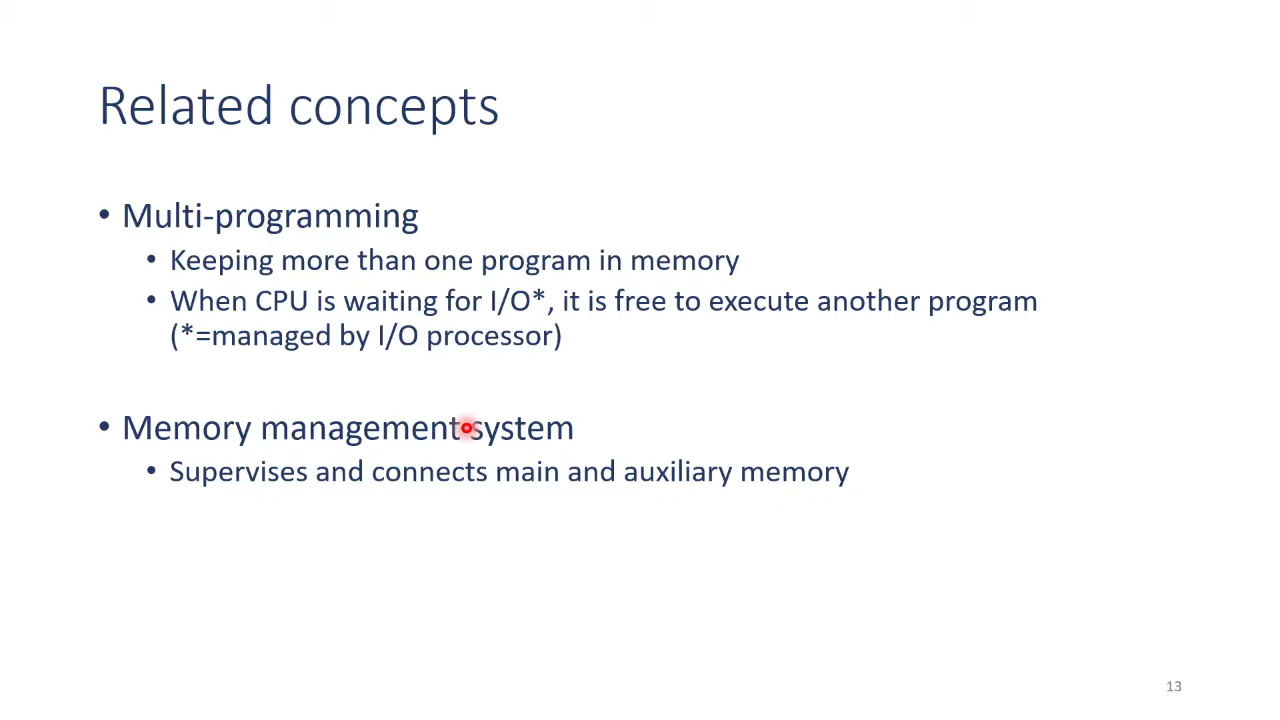 Related concepts
• Multi-programming
• Keeping more than one program in memory
• When CPU is waiting for I/O*, it is free to execute another program
(*=managed by I/O processor)
• Memory management system
• Supervises and connects main and auxiliary memory
13